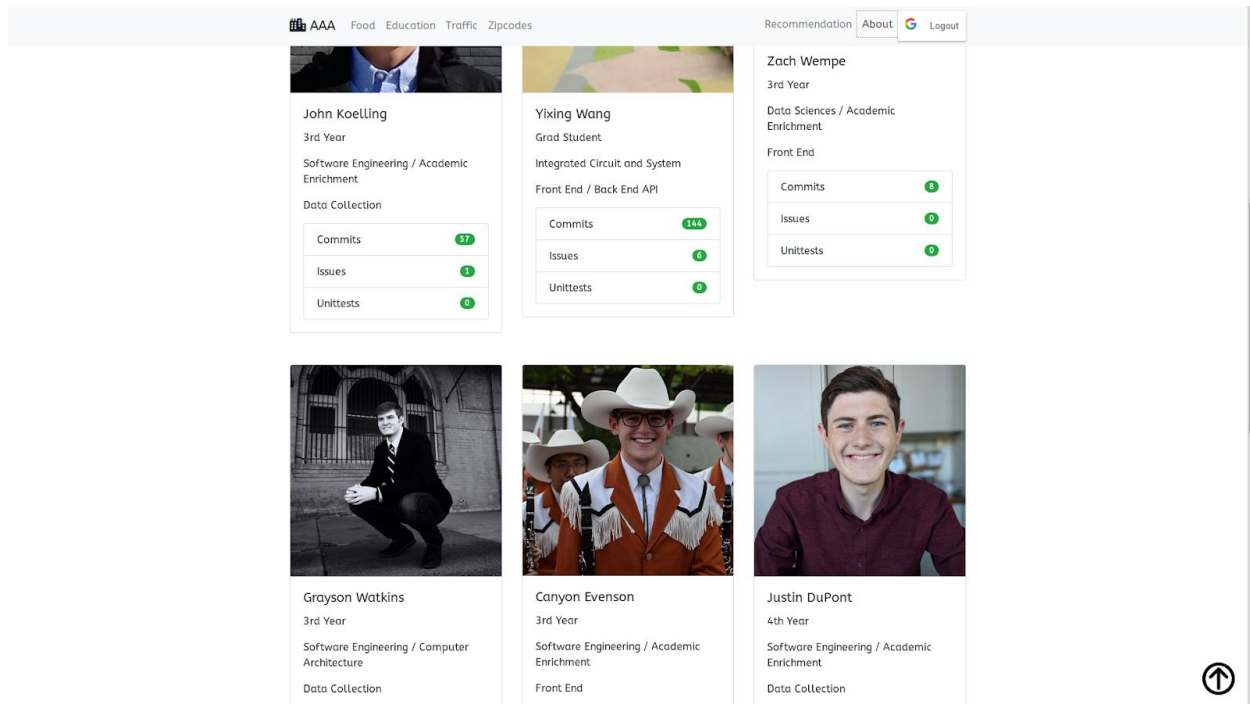 AAA Food Education Traffic Zipcodes Recommendation About Logout
John Koelling
3rd Year
Software Engineering / Academic
Enrichment
Data Collection
Commits 57
Issues 1
Unittests 0
Yixing Wang
Grad Student
Integrated Circuit and System
Front End / Back End API
Commits 144
Issues 6
Unittests 0
Zach Wempe
3rd Year
Data Sciences / Academic
Enrichment
Front End
Commits 8
Issues 0
Unittests 0
Grayson Watkins
3rd Year
Software Engineering / Computer
Architecture
Data Collection
Canyon Evenson
3rd Year
Software Engineering / Academic
Enrichment
Front End
Justin DuPont
4th Year
Software Engineering / Academic
Enrichment
Data Collection